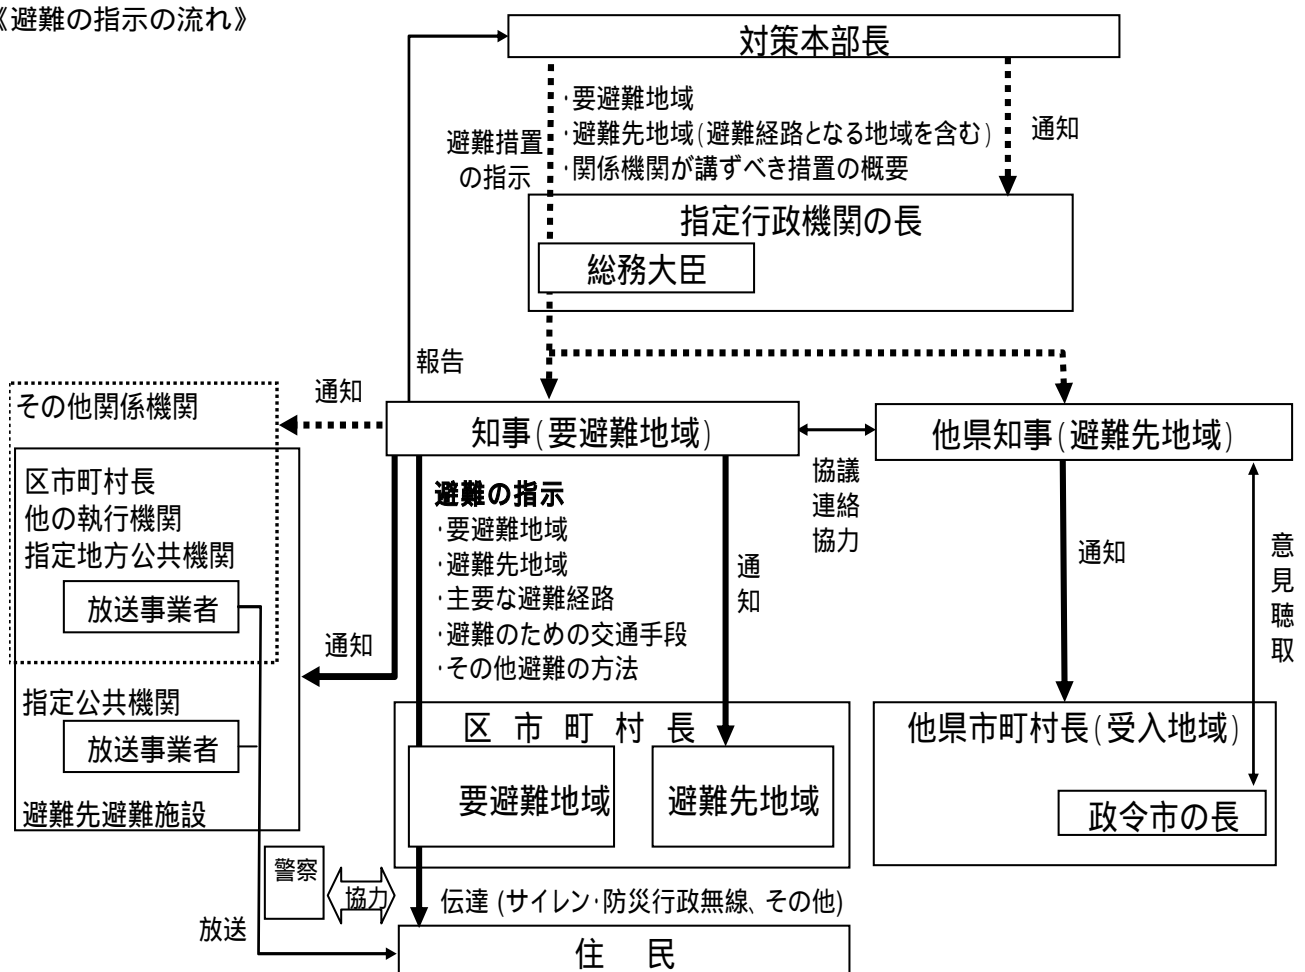 《避難の指示の流れ》
対策本部長
・要避難地域
・避難先地域(避難経路となる地域を含む)
・関係機関が講ずべき措置の概要
避難措置
の指示
通知
指定行政機関の長
総務大臣
報告
通知
その他関係機関
知事(要避難地域)
他県知事(避難先地域)
協議
連絡
協力
区市町村長
他の執行機関
指定地方公共機関
放送事業者
避難の指示
・要避難地域
・避難先地域
・主要な避難経路
・避難のための交通手段
・その他避難の方法
通知
通知
意見聴取
通知
指定公共機関
放送事業者
避難先避難施設
区市町村長
要避難地域
避難先地域
他県市町村長(受入地域)
政令市の長
警察
協力
伝達 (サイレン・防災行政無線、その他)
放送
住 民